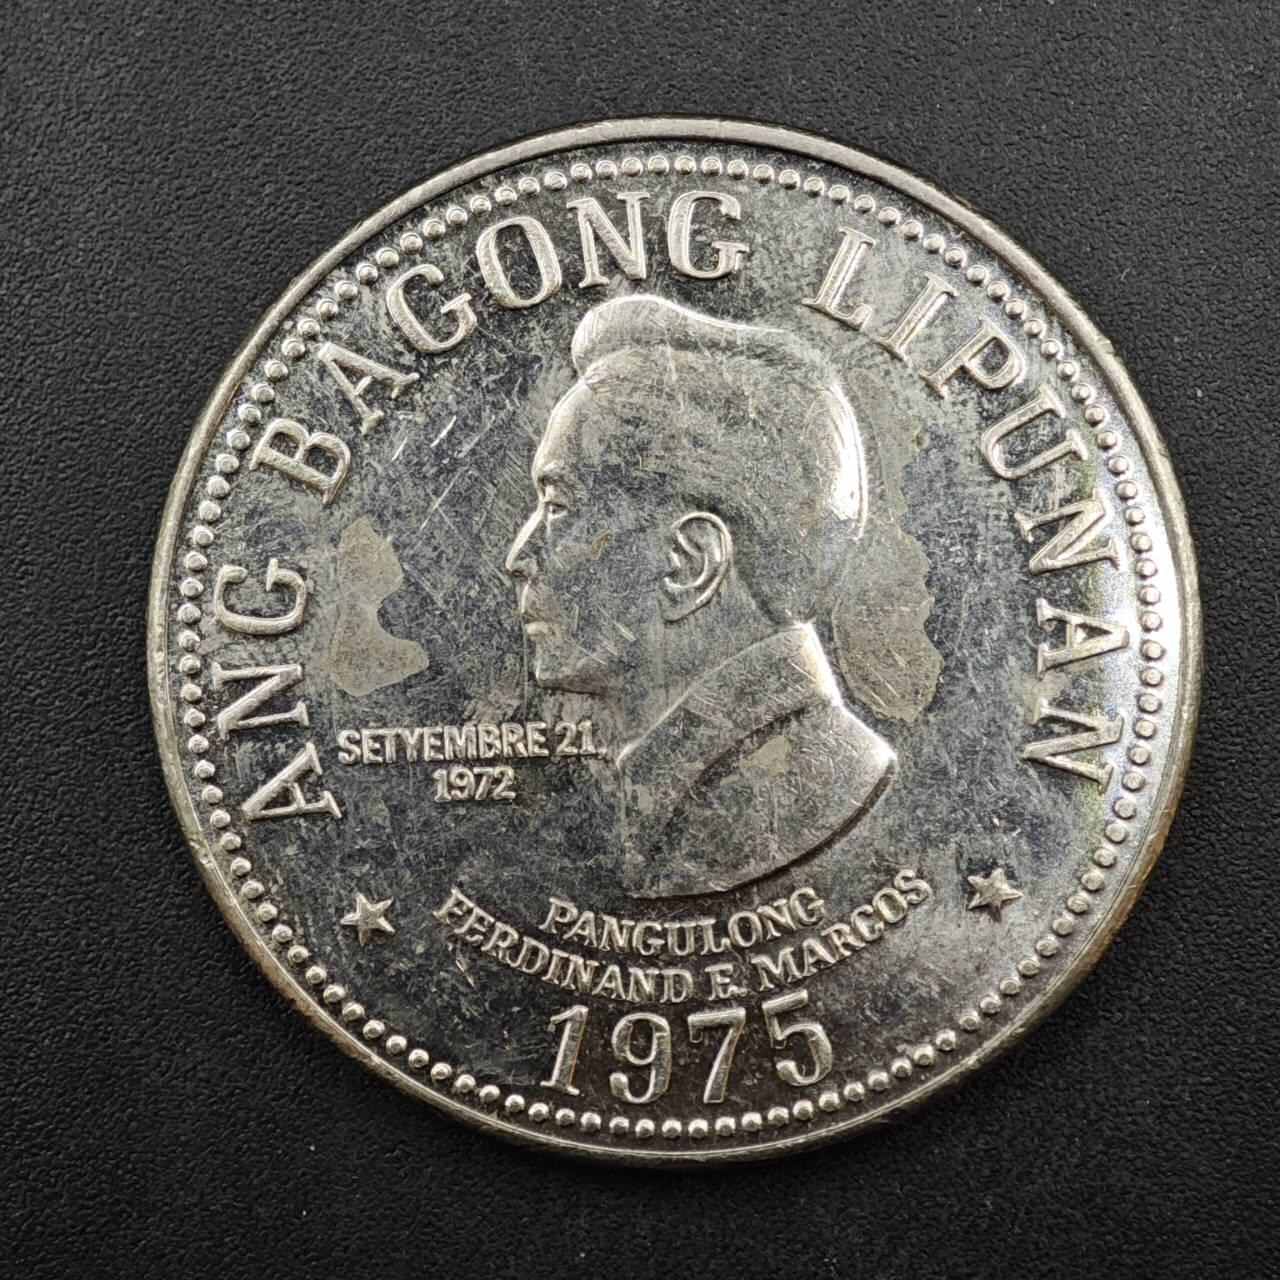 ANG BAGONG LIPUNAN
SETYEMBRE 21,
1972
PANGULONG
FERDINAND E. MARCOS
1975